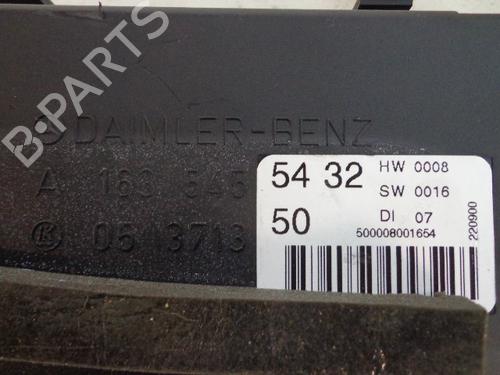 B-PARTS
DAIMLER-BENZ
A 163 545 54 32 HW 0008
SW 0016
05 3713 50 DI 07
500008001654
220900